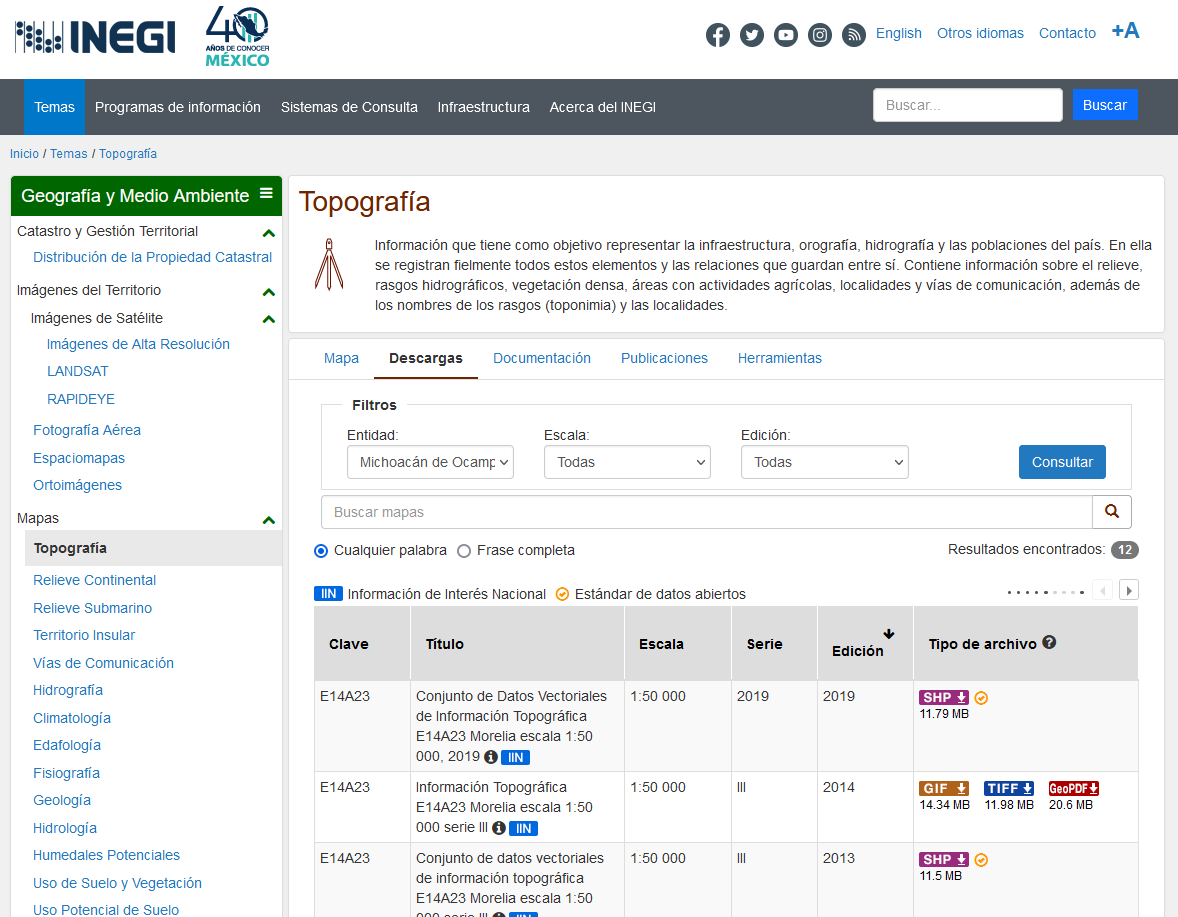 INEGI
40
AÑOS DE CONOCER
MÉXICO
English
Otros idiomas
Contacto
+A
Temas
Programas de información
Sistemas de Consulta
Infraestructura
Acerca del INEGI
Buscar...
Buscar
Inicio / Temas / Topografía
Geografía y Medio Ambiente
Catastro y Gestión Territorial
Distribución de la Propiedad Catastral
Imágenes del Territorio
Imágenes de Satélite
Imágenes de Alta Resolución
LANDSAT
RAPIDEYE
Fotografía Aérea
Espaciomapas
Ortoimágenes
Mapas
Topografía
Relieve Continental
Relieve Submarino
Territorio Insular
Vías de Comunicación
Hidrografía
Climatología
Edafología
Fisiografía
Geología
Hidrología
Humedales Potenciales
Uso de Suelo y Vegetación
Uso Potencial de Suelo
Topografía
Información que tiene como objetivo representar la infraestructura, orografía, hidrografía y las poblaciones del país. En ella
se registran fielmente todos estos elementos y las relaciones que guardan entre sí. Contiene información sobre el relieve,
rasgos hidrográficos, vegetación densa, áreas con actividades agrícolas, localidades y vías de comunicación, además de
los nombres de los rasgos (toponimia) y las localidades.
Mapa
Descargas
Documentación
Publicaciones
Herramientas
Filtros
Entidad:
Escala:
Edición:
Michoacán de Ocamp
Todas
Todas
Consultar
Buscar mapas
Cualquier palabra
Frase completa
Resultados encontrados: 12
IIN Información de Interés Nacional
Estándar de datos abiertos
Clave
Título
Escala
Serie
Edición
Tipo de archivo
E14A23
Conjunto de Datos Vectoriales
de Información Topográfica
E14A23 Morelia escala 1:50
000, 2019 IIN
1:50 000
2019
2019
SHP
11.79 MB
E14A23
Información Topográfica
E14A23 Morelia escala 1:50
000 serie III IIN
1:50 000
III
2014
GIF
TIFF
GeoPDF
14.34 MB
11.98 MB
20.6 MB
E14A23
Conjunto de datos vectoriales
de información topográfica
E14A23 Morelia escala 1:50
000 serie III IIN
1:50 000
III
2013
SHP
11.5 MB